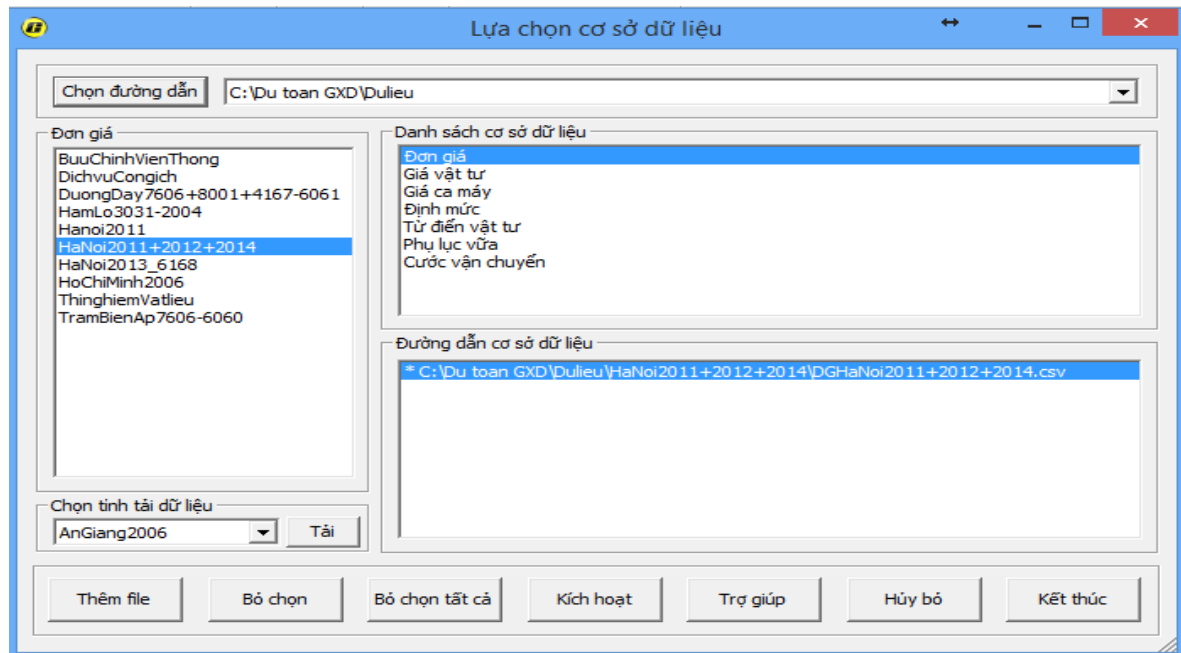 Lựa chọn cơ sở dữ liệu
Chọn đường dẫn
C:\Du toan GXD\Dulieu
Đơn giá
BuuChinhVienThong
DichvuCongich
DuongDay7606+8001+4167-6061
HamLo3031-2004
Hanoi2011
HaNoi2011+2012+2014
HaNoi2013_6168
HoChiMinh2006
ThinghiemVatlieu
TramBienAp7606-6060
Danh sách cơ sở dữ liệu
Đơn giá
Giá vật tư
Giá ca máy
Định mức
Từ điển vật tư
Phụ lục vữa
Cước vận chuyển
Đường dẫn cơ sở dữ liệu
* C:\Du toan GXD\Dulieu\HaNoi2011+2012+2014\DGHaNoi2011+2012+2014.csv
Chọn tỉnh tải dữ liệu
AnGiang2006
Tải
Thêm file
Bỏ chọn
Bỏ chọn tất cả
Kích hoạt
Trợ giúp
Hủy bỏ
Kết thúc